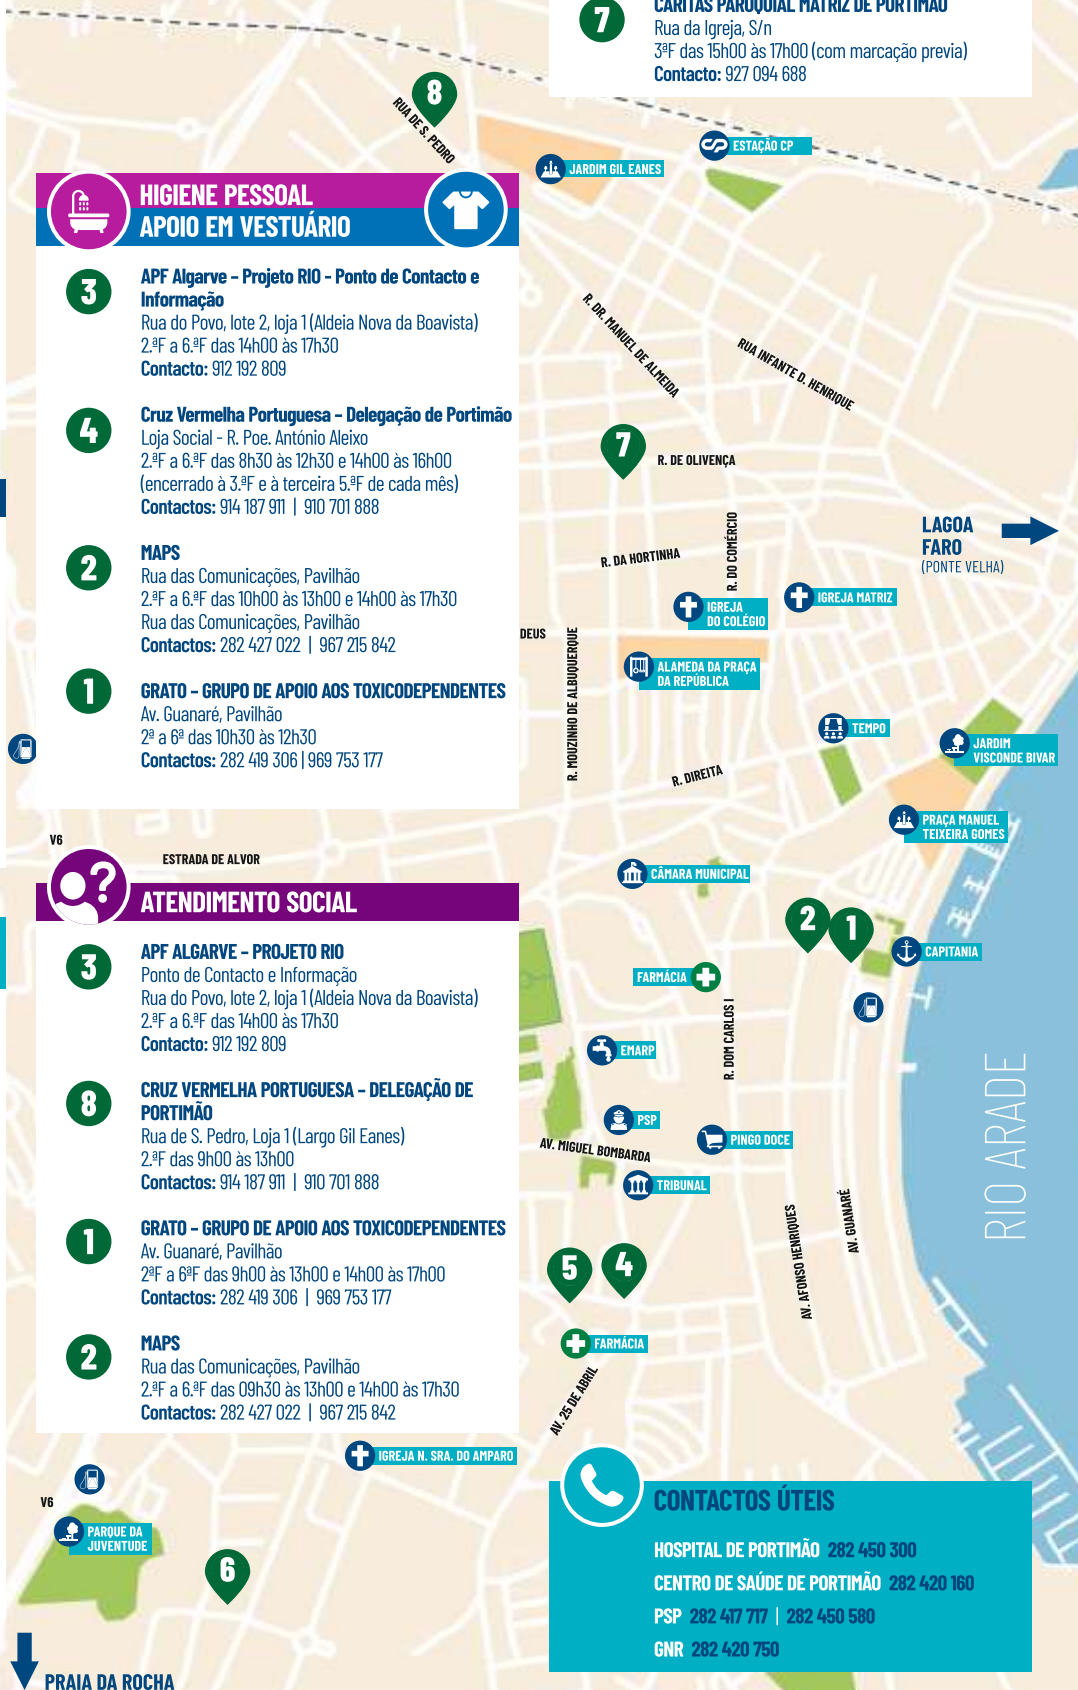 CÁRITAS PAROQUIAL MATRIZ DE PORTIMÃO
7
Rua da Igreja, S/n
3ªF das 15h00 às 17h00 (com marcação previa)
Contacto: 927 094 688
8
RUA DE S. PEDRO
ESTAÇÃO CP
JARDIM GIL EANES
HIGIENE PESSOAL
APOIO EM VESTUÁRIO
3
APF Algarve – Projeto RIO - Ponto de Contacto e
Informação
Rua do Povo, lote 2, loja 1 (Aldeia Nova da Boavista)
2.ªF a 6.ªF das 14h00 às 17h30
Contacto: 912 192 809
4
Cruz Vermelha Portuguesa – Delegação de Portimão
Loja Social - R. Poe. António Aleixo
2.ªF a 6.ªF das 8h30 às 12h30 e 14h00 às 16h00
(encerrado à 3.ªF e à terceira 5.ªF de cada mês)
Contactos: 914 187 911 | 910 701 888
2
MAPS
Rua das Comunicações, Pavilhão
2.ªF a 6.ªF das 10h00 às 13h00 e 14h00 às 17h30
Rua das Comunicações, Pavilhão
Contactos: 282 427 022 | 967 215 842
1
GRATO – GRUPO DE APOIO AOS TOXICODEPENDENTES
Av. Guanaré, Pavilhão
2ª a 6ª das 10h30 às 12h30
Contactos: 282 419 306 | 969 753 177
R. DR. MANUEL DE ALMEIDA
RUA INFANTE D. HENRIQUE
7
R. DE OLIVENÇA
R. DO COMÉRCIO
R. DA HORTINHA
LAGOA
FARO
(PONTE VELHA)
IGREJA
DO COLÉGIO
IGREJA MATRIZ
DEUS
R. MOUZINHO DE ALBUQUERQUE
ALAMEDA DA PRAÇA
DA REPÚBLICA
TEMPO
JARDIM
VISCONDE BIVAR
R. DIREITA
PRAÇA MANUEL
TEIXEIRA GOMES
V6
ESTRADA DE ALVOR
CÂMARA MUNICIPAL
ATENDIMENTO SOCIAL
3
APF ALGARVE – PROJETO RIO
Ponto de Contacto e Informação
Rua do Povo, lote 2, loja 1 (Aldeia Nova da Boavista)
2.ªF a 6.ªF das 14h00 às 17h30
Contacto: 912 192 809
8
CRUZ VERMELHA PORTUGUESA – DELEGAÇÃO DE
PORTIMÃO
Rua de S. Pedro, Loja 1 (Largo Gil Eanes)
2.ªF das 9h00 às 13h00
Contactos: 914 187 911 | 910 701 888
1
GRATO – GRUPO DE APOIO AOS TOXICODEPENDENTES
Av. Guanaré, Pavilhão
2ªF a 6ªF das 9h00 às 13h00 e 14h00 às 17h00
Contactos: 282 419 306 | 969 753 177
2
MAPS
Rua das Comunicações, Pavilhão
2.ªF a 6.ªF das 09h30 às 13h00 e 14h00 às 17h30
Contactos: 282 427 022 | 967 215 842
2
1
CAPITANIA
FARMÁCIA
R. DOM CARLOS I
EMARP
RIO ARADE
PSP
PINGO DOCE
AV. MIGUEL BOMBARDA
TRIBUNAL
AV. AFONSO HENRIQUES
AV. GUANARÉ
5
4
FARMÁCIA
AV. 25 DE ABRIL
IGREJA N. SRA. DO AMPARO
V6
PARQUE DA
JUVENTUDE
6
PRAIA DA ROCHA
CONTACTOS ÚTEIS
HOSPITAL DE PORTIMÃO 282 450 300
CENTRO DE SAÚDE DE PORTIMÃO 282 420 160
PSP 282 417 717 | 282 450 580
GNR 282 420 750